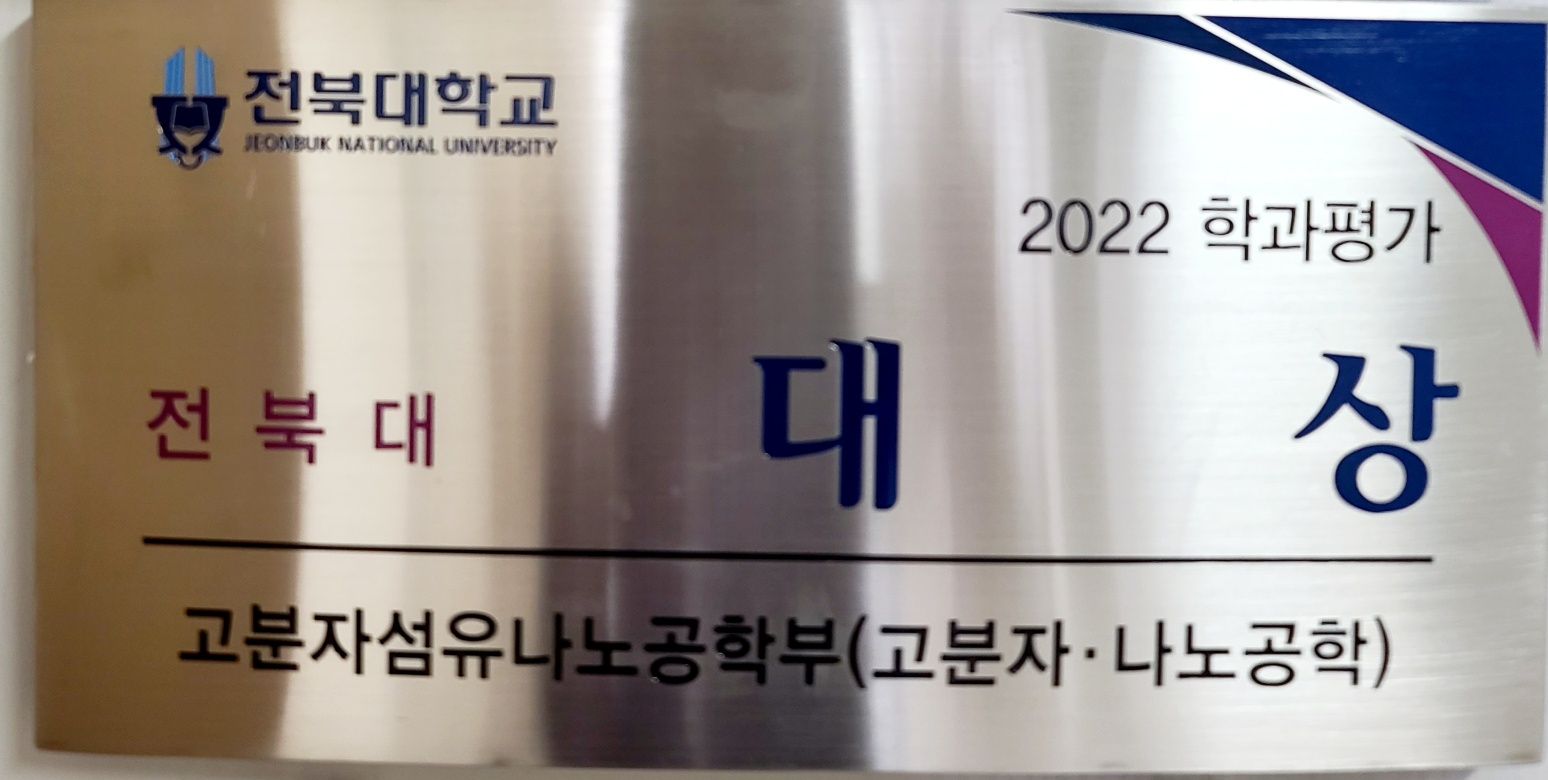 전북대학교
JEONBUK NATIONAL UNIVERSITY
2022 학과평가
전 북 대 대 상
고분자섬유나노공학부(고분자·나노공학)